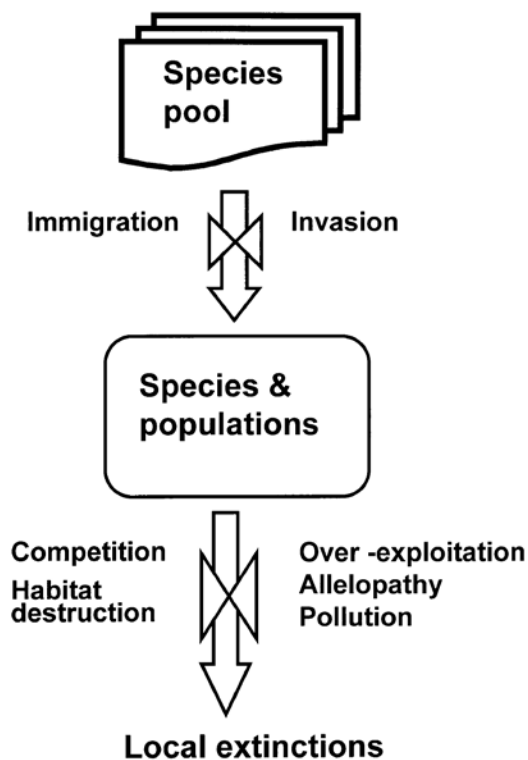 Species
pool
Immigration
Invasion
Species &
populations
Competition
Habitat
destruction
Over -exploitation
Allelopathy
Pollution
Local extinctions